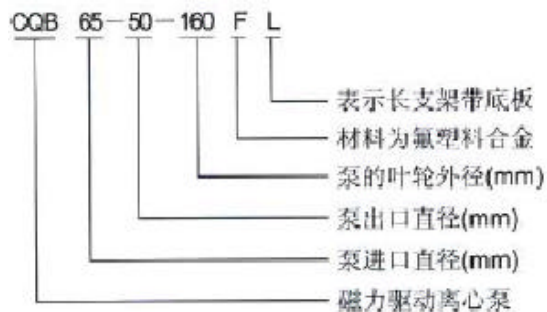 CQB 65-50-160 F L
表示长支架带底板
材料为氟塑料合金
泵的叶轮外径(mm)
泵出口直径(mm)
泵进口直径(mm)
磁力驱动离心泵